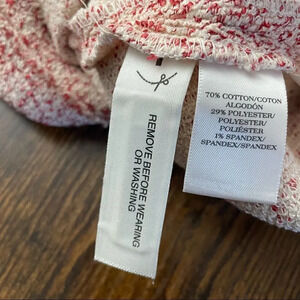 REMOVE BEFORE WEARING
OR WASHING
70% COTTON/COTON
ALGODÓN
29% POLYESTER/
POLYESTER/
POLIÉSTER
1% SPANDEX/
SPANDEX/SPANDEX